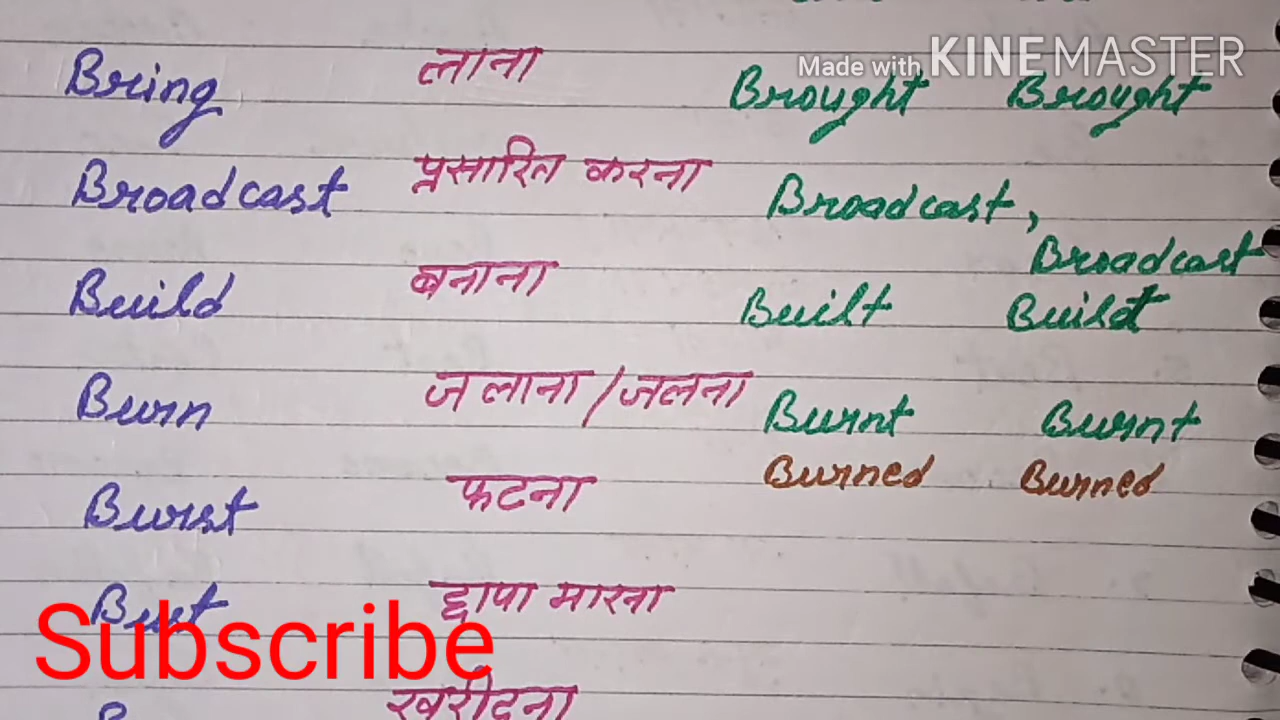 Made with KINEMASTER
Bring लाना Brought Brought
Broadcast प्रसारित करना Broadcast, Broadcast
Build बनाना Built Built
Burn जलाना / जलना Burnt Burnt
Burned Burned
Burst फटना
Bust छापा मारना
Subscribe
खरीदना